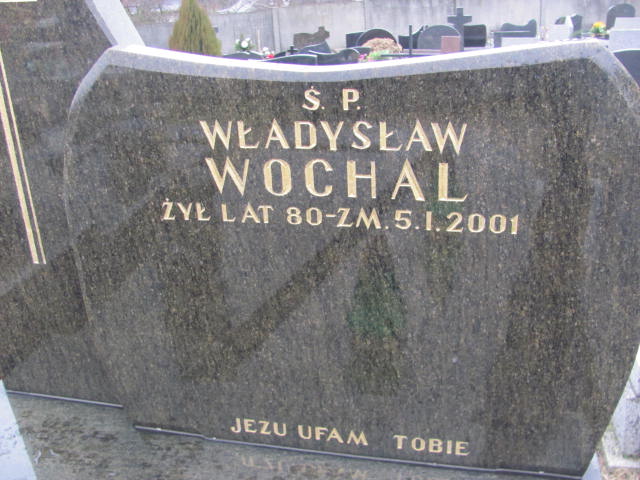 Ś. P.
WŁADYSŁAW
WOCHAL
ŻYŁ LAT 80-ZM. 5.I.2001
JEZU UFAM TOBIE